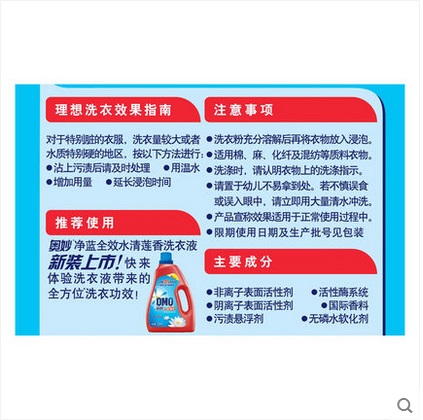 理想洗衣效果指南
对于特别脏的衣服，洗衣量较大或者
水质特别硬的地区，按以下方法进行：
●沾上污渍后请及时处理 ●用温水
●增加用量 ●延长浸泡时间
推荐使用
奥妙净蓝全效水清莲香洗衣液
新装上市！快来
体验洗衣液带来的
全方位洗衣功效！
OMO
注意事项
●洗衣粉充分溶解后再将衣物放入浸泡。
●适用棉、麻、化纤及混纺等质料衣物。
●洗涤时，请认明衣物上的洗涤指示。
●请置于幼儿不易拿到处。若不慎误食
或误入眼中，请立即用大量清水冲洗。
●产品宣称效果适用于正常使用过程中。
●限期使用日期及生产批号见包装
主要成分
●非离子表面活性剂 ●活性酶系统
●阴离子表面活性剂 ●国际香料
●污渍悬浮剂 ●无磷水软化剂